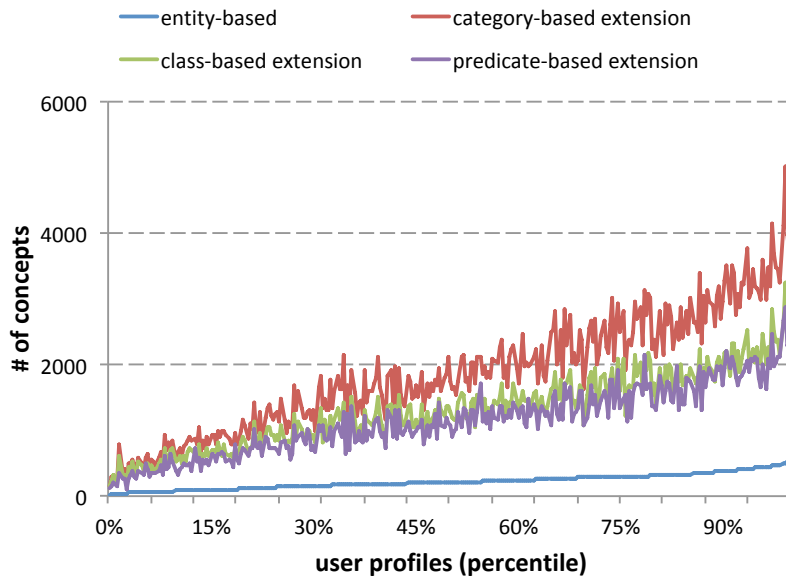 entity-based category-based extension
class-based extension predicate-based extension
6000
4000
2000
0
# of concepts
0% 15% 30% 45% 60% 75% 90%
user profiles (percentile)